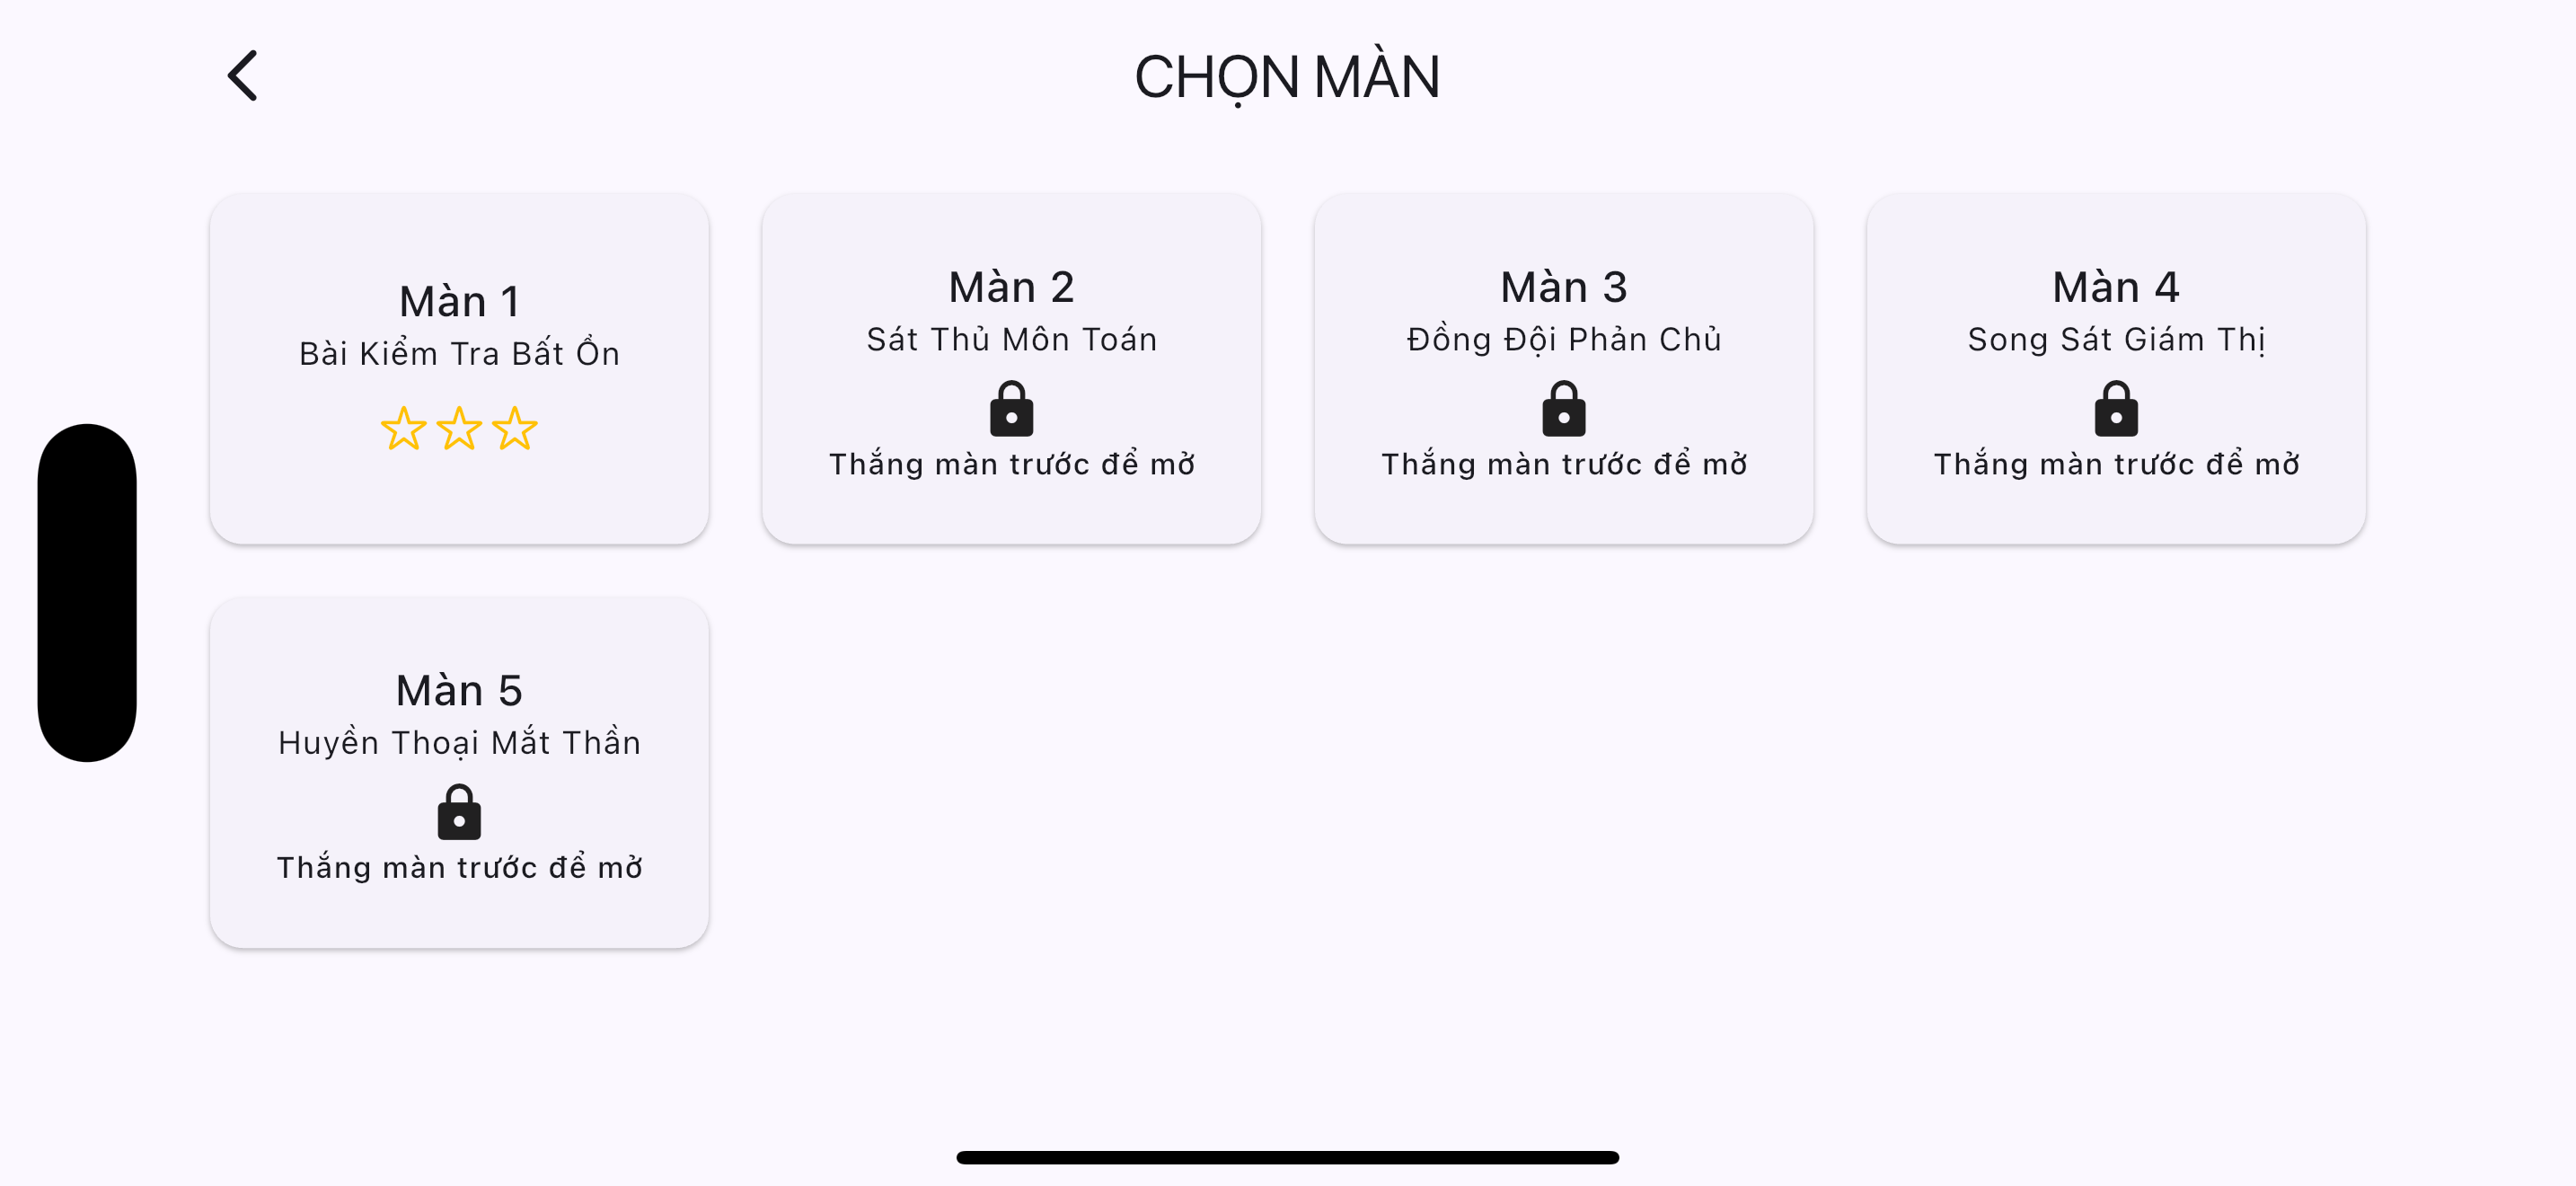 CHỌN MÀN
Màn 1
Bài Kiểm Tra Bất Ổn
Màn 2
Sát Thủ Môn Toán
Thắng màn trước để mở
Màn 3
Đồng Đội Phản Chủ
Thắng màn trước để mở
Màn 4
Song Sát Giám Thị
Thắng màn trước để mở
Màn 5
Huyền Thoại Mắt Thần
Thắng màn trước để mở